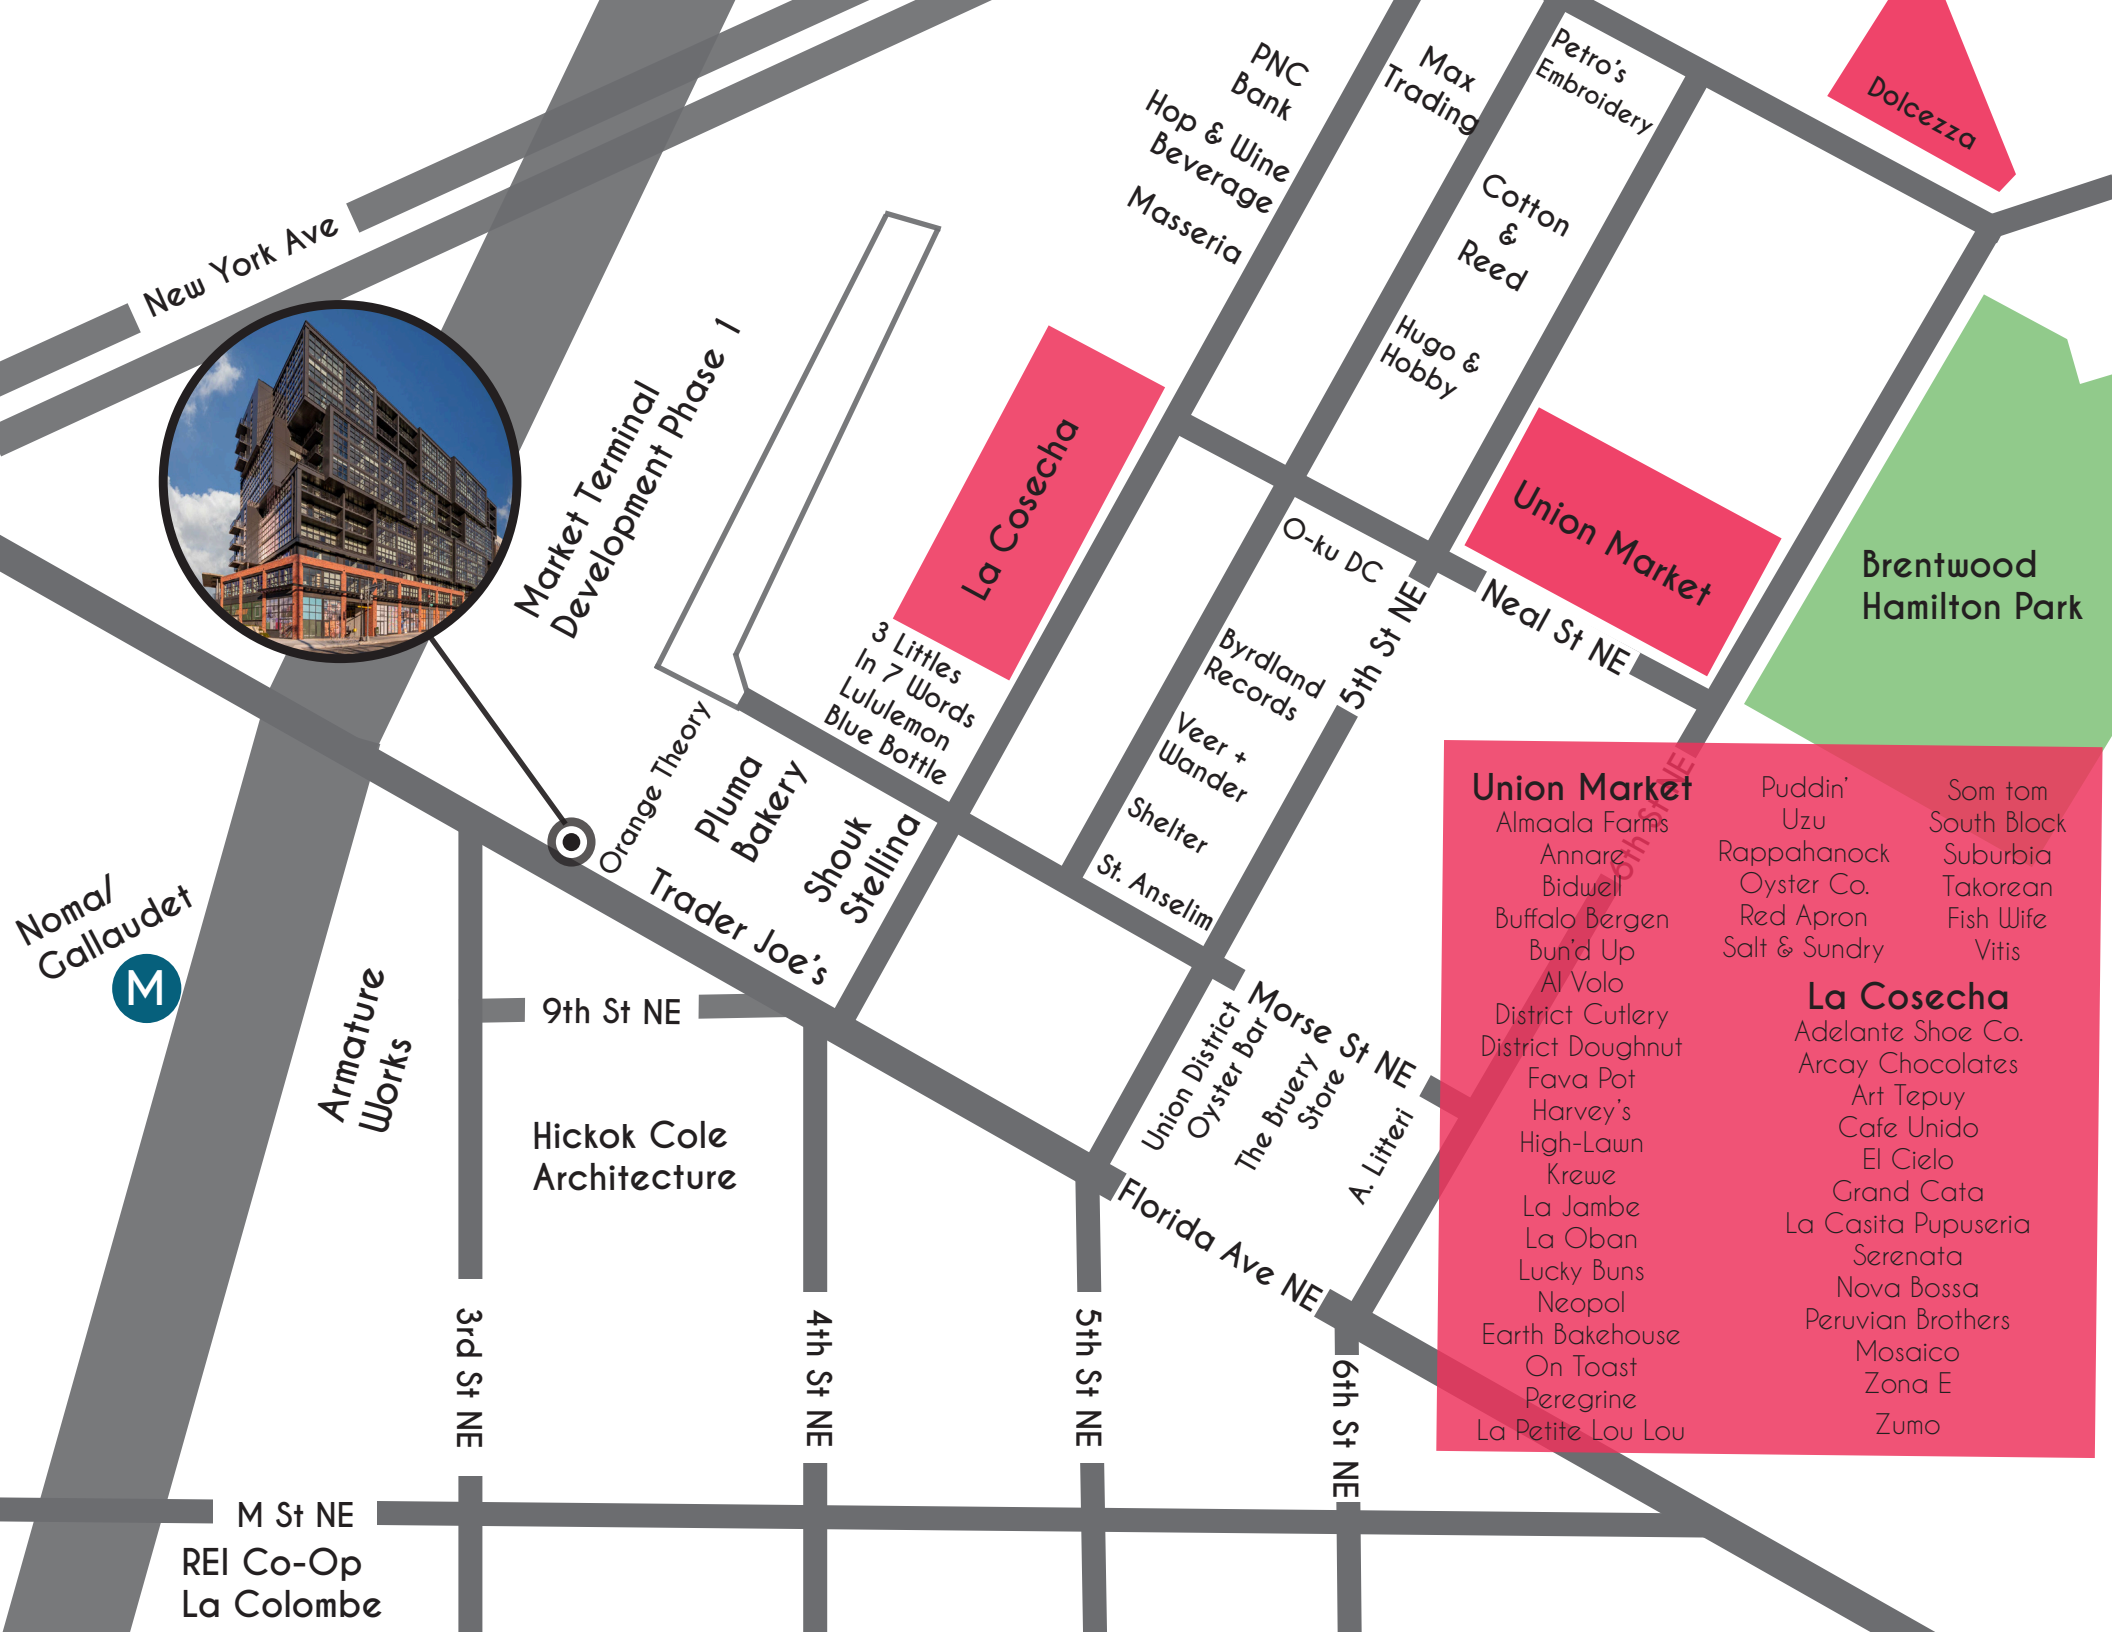 New York Ave
PNC
Bank
Hop & Wine
Beverage
Masseria
Max
Trading
Petro's
Embroidery
Cotton
&
Reed
Hugo &
Hobby
Dolcezza
Market Terminal
Development Phase 1
La Cosecha
3 Littles
In 7 Words
Lululemon
Blue Bottle
O-ku DC
5th St NE
Neal St NE
Union Market
Brentwood
Hamilton Park
Byrdland
Records
Veer +
Wander
Shelter
St. Anselim
Orange Theory
Pluma
Bakery
Shouk
Stellina
Trader Joe's
Noma/
Gallaudet
M
Armature
Works
9th St NE
Hickok Cole
Architecture
Morse St NE
Union District
Oyster Bar
The Bruery
Store
A. Litteri
Florida Ave NE
3rd St NE
4th St NE
5th St NE
6th St NE
6th St NE
M St NE
REI Co-Op
La Colombe
Union Market
Almaala Farms
Annare
Bidwell
Buffalo Bergen
Bun'd Up
Al Volo
District Cutlery
District Doughnut
Fava Pot
Harvey's
High-Lawn
Krewe
La Jambe
La Oban
Lucky Buns
Neopol
Earth Bakehouse
On Toast
Peregrine
La Petite Lou Lou
Puddin'
Uzu
Rappahanock
Oyster Co.
Red Apron
Salt & Sundry
Som tom
South Block
Suburbia
Takorean
Fish Wife
Vitis
La Cosecha
Adelante Shoe Co.
Arcay Chocolates
Art Tepuy
Cafe Unido
El Cielo
Grand Cata
La Casita Pupuseria
Serenata
Nova Bossa
Peruvian Brothers
Mosaico
Zona E
Zumo